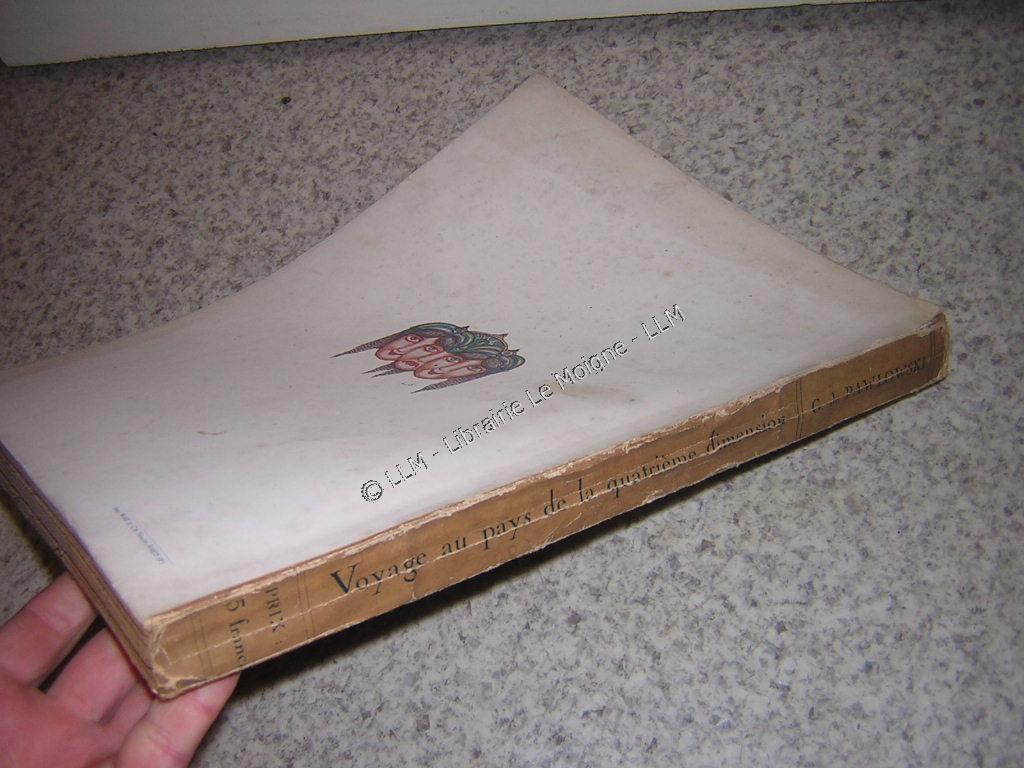 © LLM - Librairie Le Moigne - LLM
G. J. PAWLOWSKI
Voyage au pays de la quatrième dimension
PRIX :
5 francs